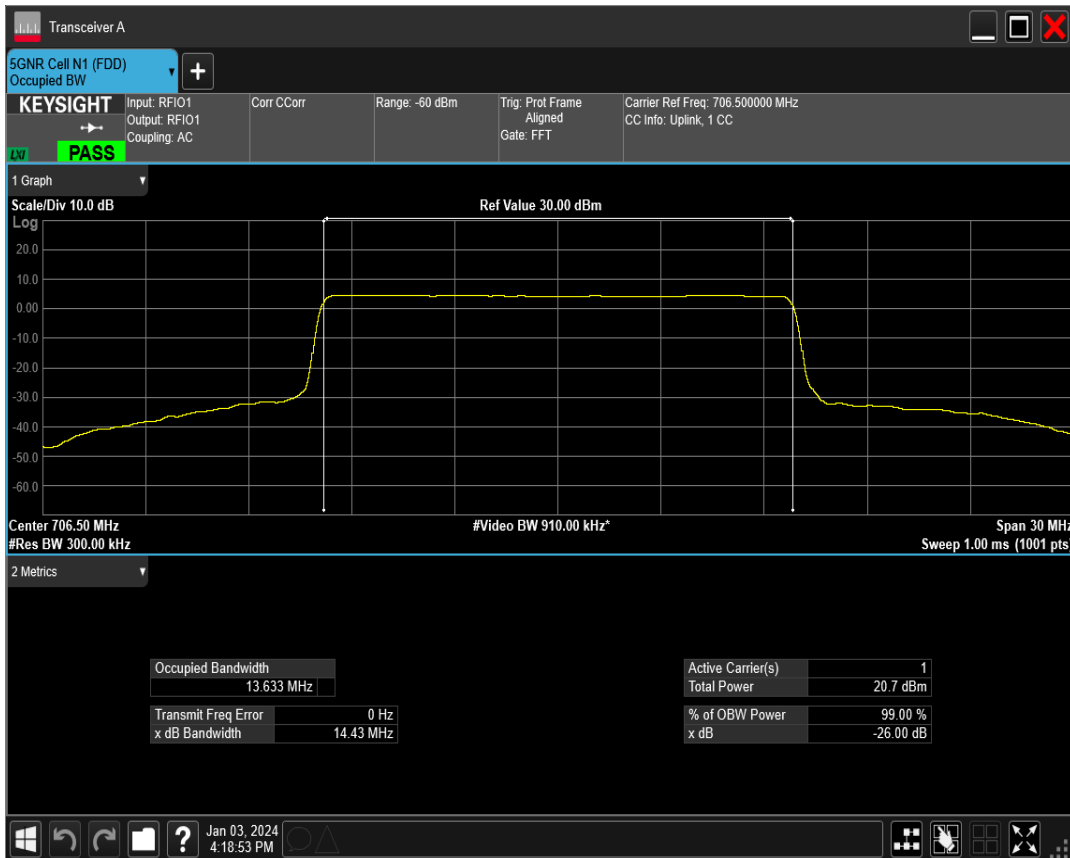 Transceiver A
5GNR Cell N1 (FDD)
Occupied BW
+
KEYSIGHT
LXI
PASS
Input: RFIO1
Output: RFIO1
Coupling: AC
Corr CCorr
Range: -60 dBm
Trig: Prot Frame
Aligned
Gate: FFT
Carrier Ref Freq: 706.500000 MHz
CC Info: Uplink, 1 CC
1 Graph
Scale/Div 10.0 dB
Ref Value 30.00 dBm
Log
20.0
10.0
0.00
-10.0
-20.0
-30.0
-40.0
-50.0
-60.0
Center 706.50 MHz
#Video BW 910.00 kHz*
Span 30 MHz
#Res BW 300.00 kHz
Sweep 1.00 ms (1001 pts)
2 Metrics
Occupied Bandwidth
13.633 MHz
Transmit Freq Error 0 Hz
x dB Bandwidth 14.43 MHz
Active Carrier(s) 1
Total Power 20.7 dBm
% of OBW Power 99.00 %
x dB -26.00 dB
?
Jan 03, 2024
4:18:53 PM